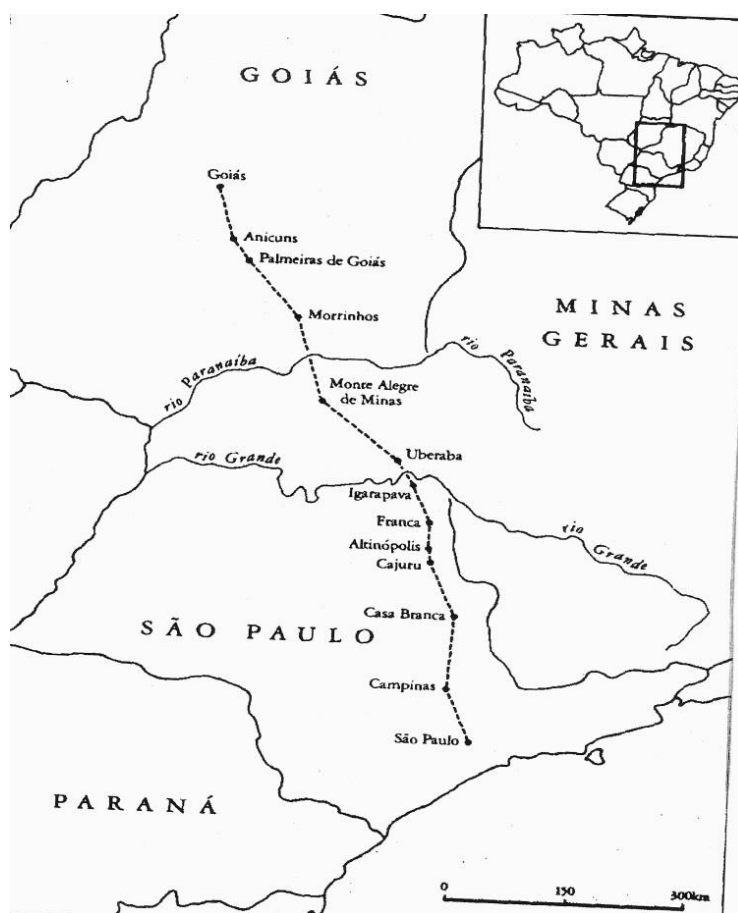 GOIÁS
Goiás
Anicuns
Palmeiras de Goiás
MINAS
GERAIS
Morrinhos
rio Paranaíba
rio Paranaíba
Monte Alegre
de Minas
Uberaba
rio Grande
Igarapava
Franca
rio Grande
Altinópolis
Cajuru
Casa Branca
SÃO PAULO
Campinas
São Paulo
PARANÁ
0 150 300km